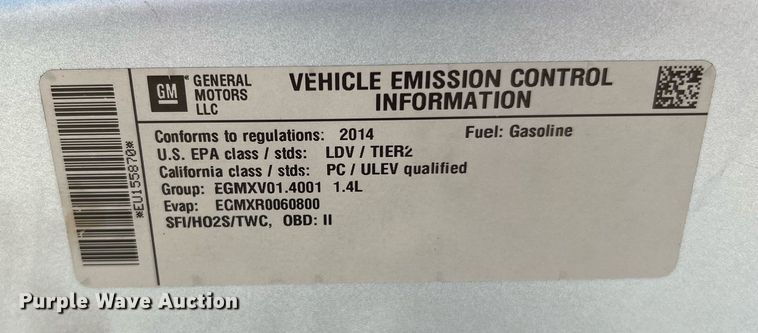 *EU155870*
GM GENERAL MOTORS LLC
VEHICLE EMISSION CONTROL
INFORMATION
Conforms to regulations: 2014 Fuel: Gasoline
U.S. EPA class / stds: LDV / TIER2
California class / stds: PC / ULEV qualified
Group: EGMXV01.4001 1.4L
Evap: EGMXR0060800
SFI/HO2S/TWC, OBD: II
Purple Wave Auction